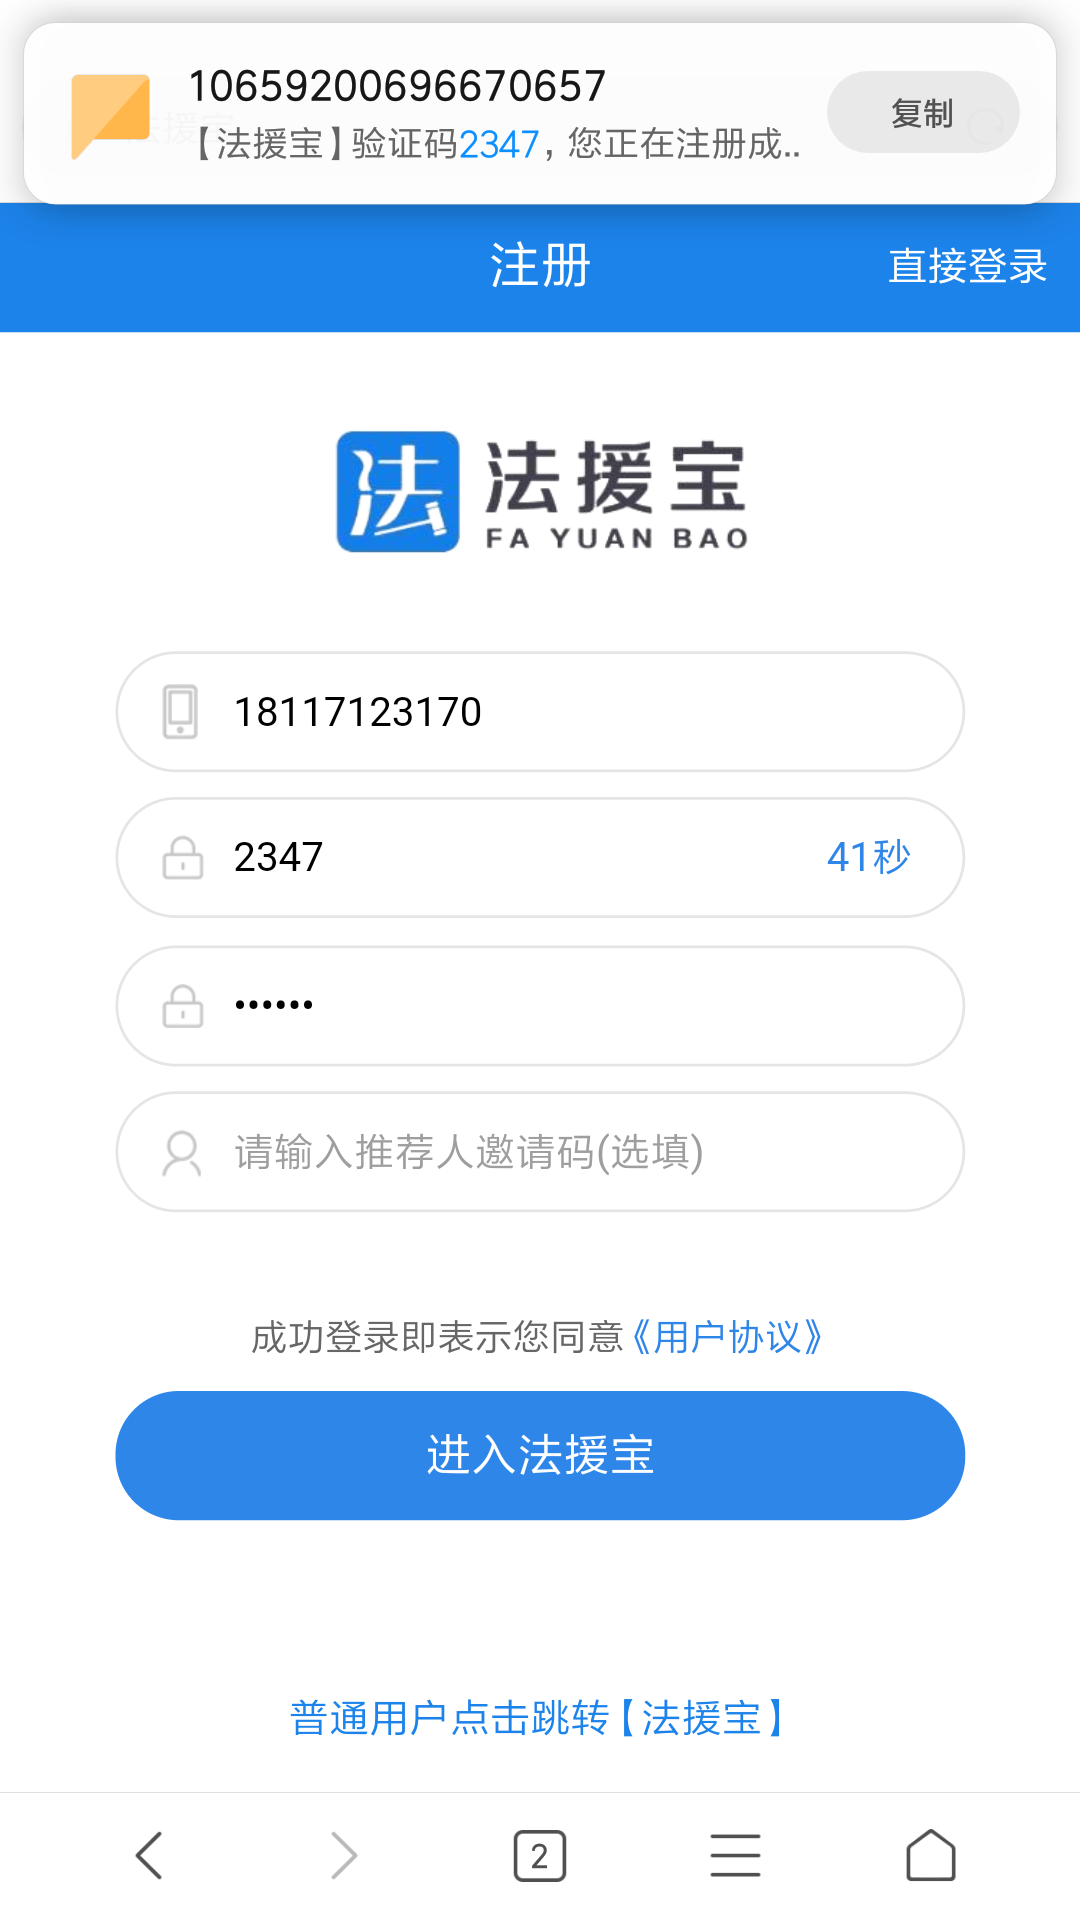 10659200696670657
【法援宝】验证码2347，您正在注册成..
复制
注册
直接登录
法 法援宝
FA YUAN BAO
18117123170
2347
41秒
••••••
请输入推荐人邀请码(选填)
成功登录即表示您同意《用户协议》
进入法援宝
普通用户点击跳转【法援宝】
2